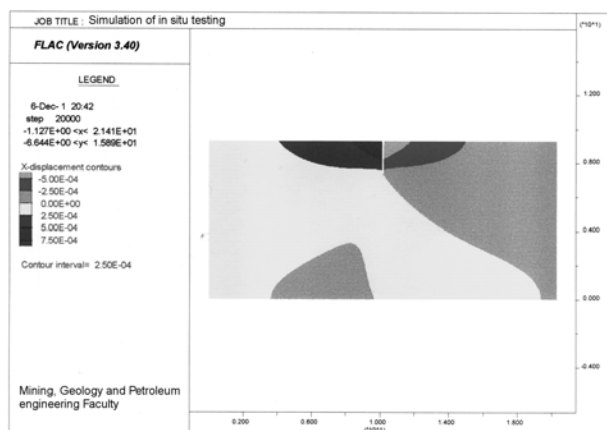 JOB TITLE : Simulation of in situ testing
(*10^1)
FLAC (Version 3.40)
LEGEND
6-Dec- 1 20:42
step 20000
-1.127E+00 <x< 2.141E+01
-6.644E+00 <y< 1.589E+01
X-displacement contours
-5.00E-04
-2.50E-04
0.00E+00
2.50E-04
5.00E-04
7.50E-04
Contour interval= 2.50E-04
Mining, Geology and Petroleum
engineering Faculty
1.200
0.800
0.400
0.000
-0.400
0.200 0.600 1.000 1.400 1.800
(*10^1)